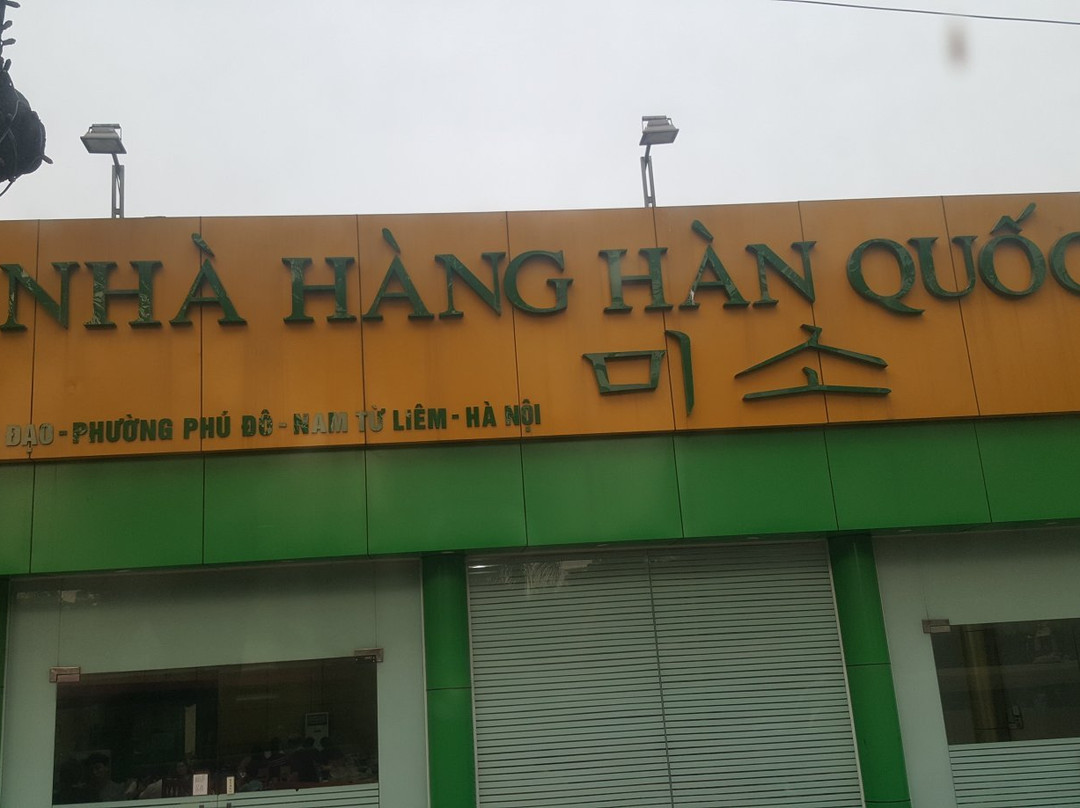 NHÀ HÀNG HÀN QUỐC
미소
ĐẠO - PHƯỜNG PHÚ ĐÔ - NAM TỪ LIÊM - HÀ NỘI